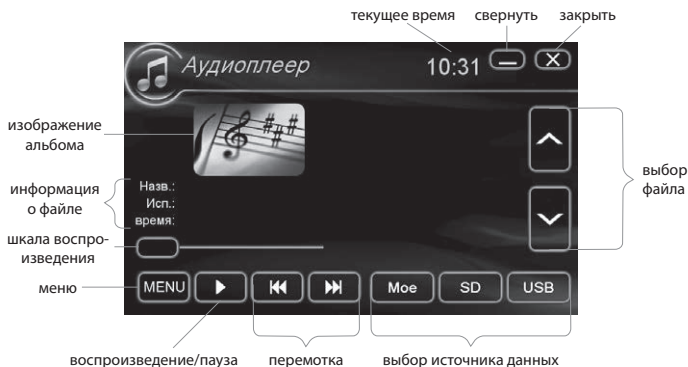 текущее время свернуть закрыть
Аудиоплеер 10:31
изображение
альбома
выбор
файла
информация
о файле
Назв.:
Исп.:
время:
шкала воспро-
изведения
меню
MENU Мое SD USB
воспроизведение/пауза перемотка выбор источника данных